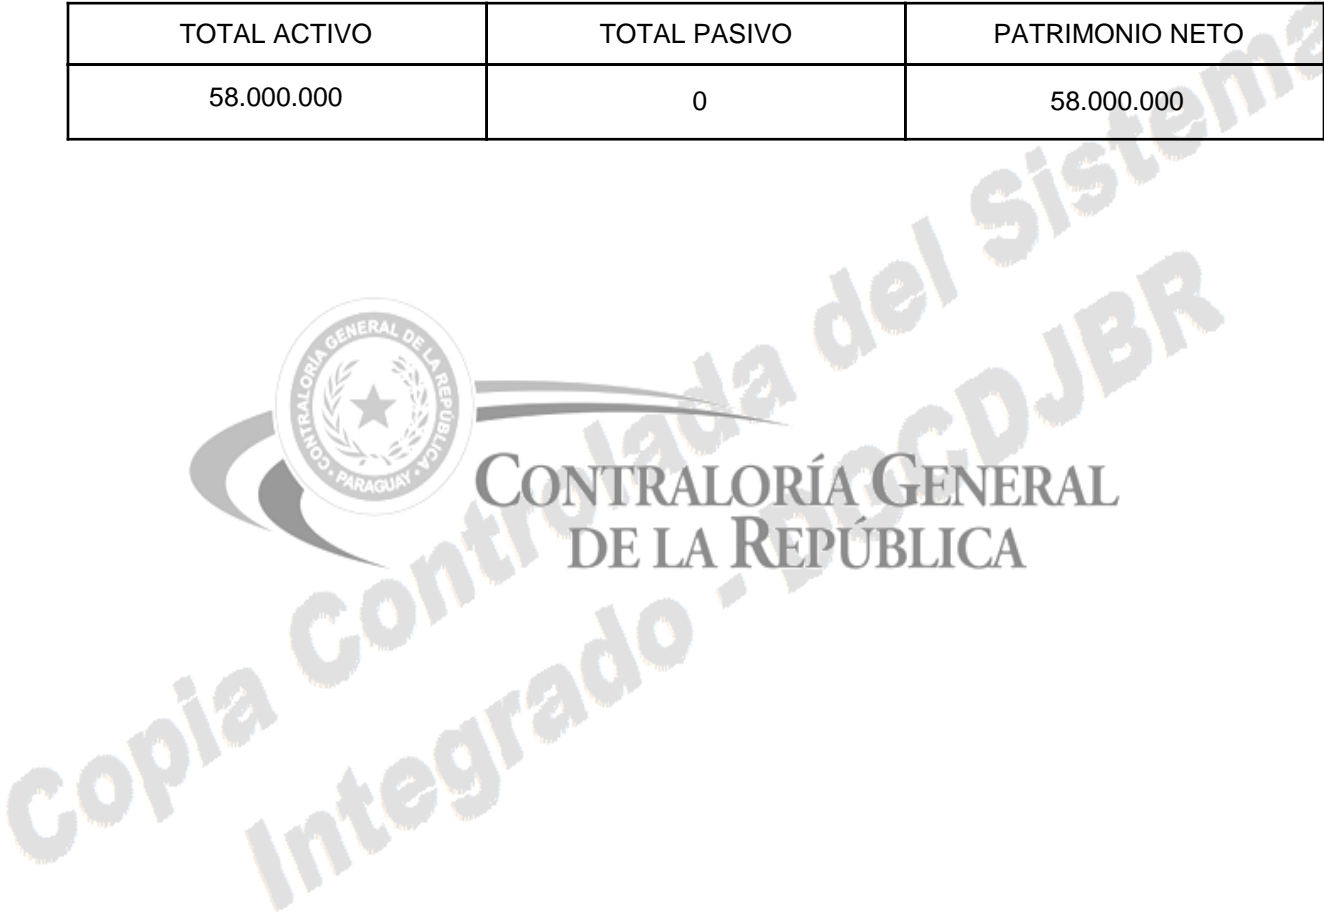 TOTAL ACTIVO TOTAL PASIVO PATRIMONIO NETO
58.000.000 0 58.000.000
CONTRALORÍA GENERAL DE LA REPÚBLICA
· PARAGUAY ·
CONTRALORÍA GENERAL
DE LA REPÚBLICA
Copia Controlada del Sistema
Integrado - DGCDJBR